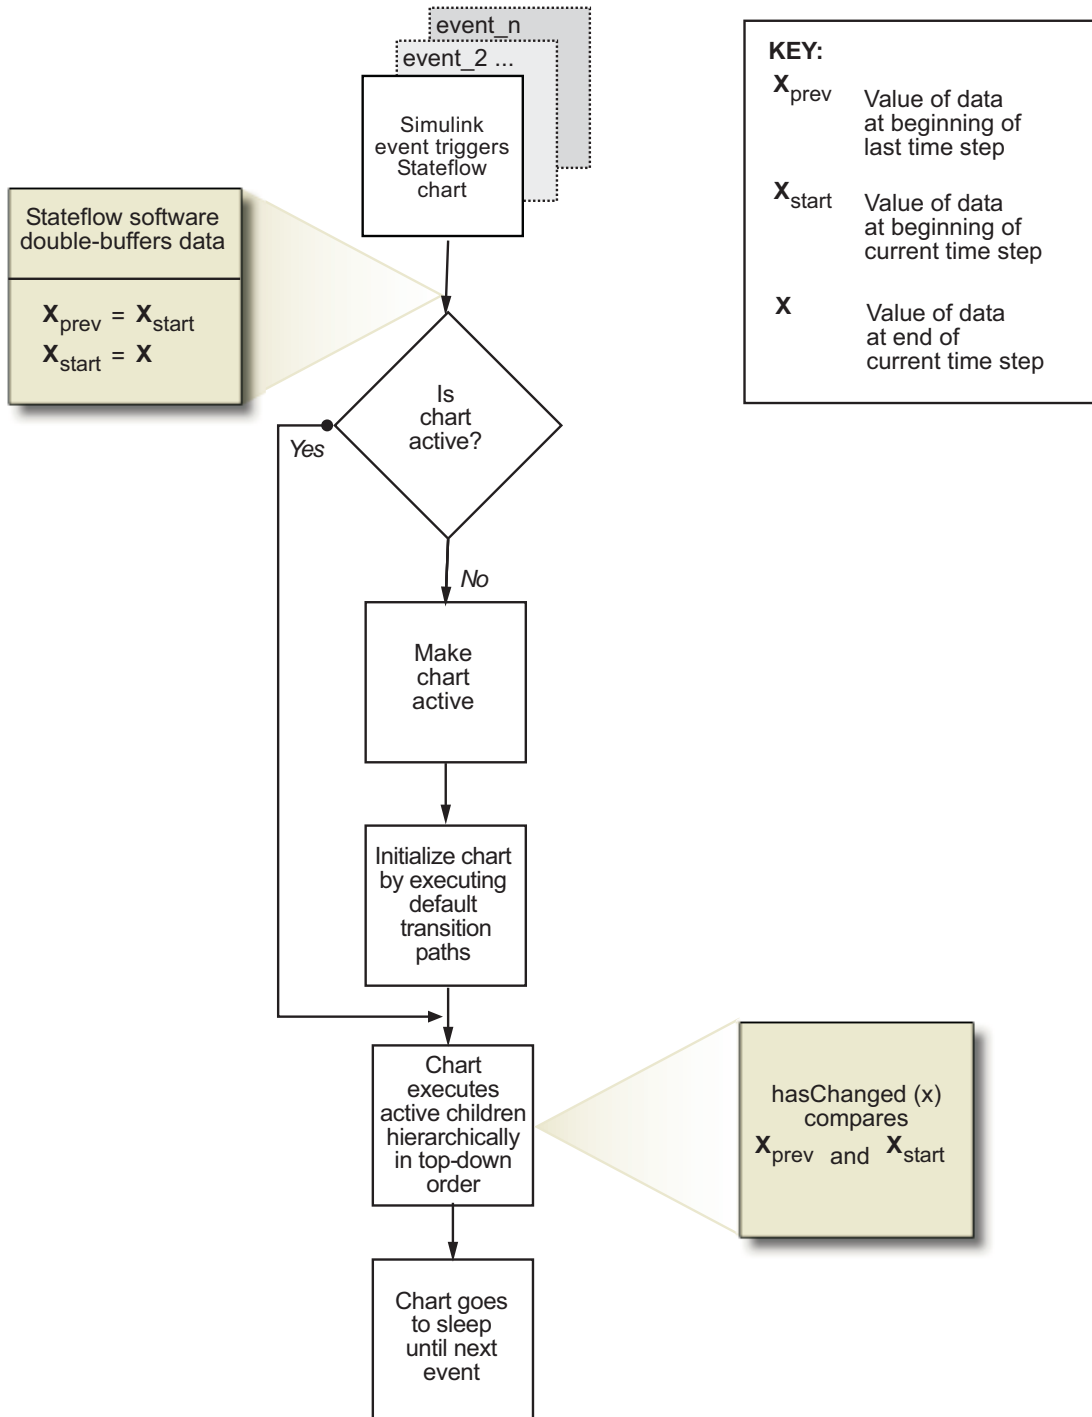 event_n
event_2 ...
Simulink
event triggers
Stateflow
chart
KEY:
Xprev Value of data
at beginning of
last time step
Xstart Value of data
at beginning of
current time step
X Value of data
at end of
current time step
Stateflow software
double-buffers data
Xprev = Xstart
Xstart = X
Is
chart
active?
Yes
No
Make
chart
active
Initialize chart
by executing
default
transition
paths
Chart
executes
active children
hierarchically
in top-down
order
hasChanged (x)
compares
Xprev and Xstart
Chart goes
to sleep
until next
event